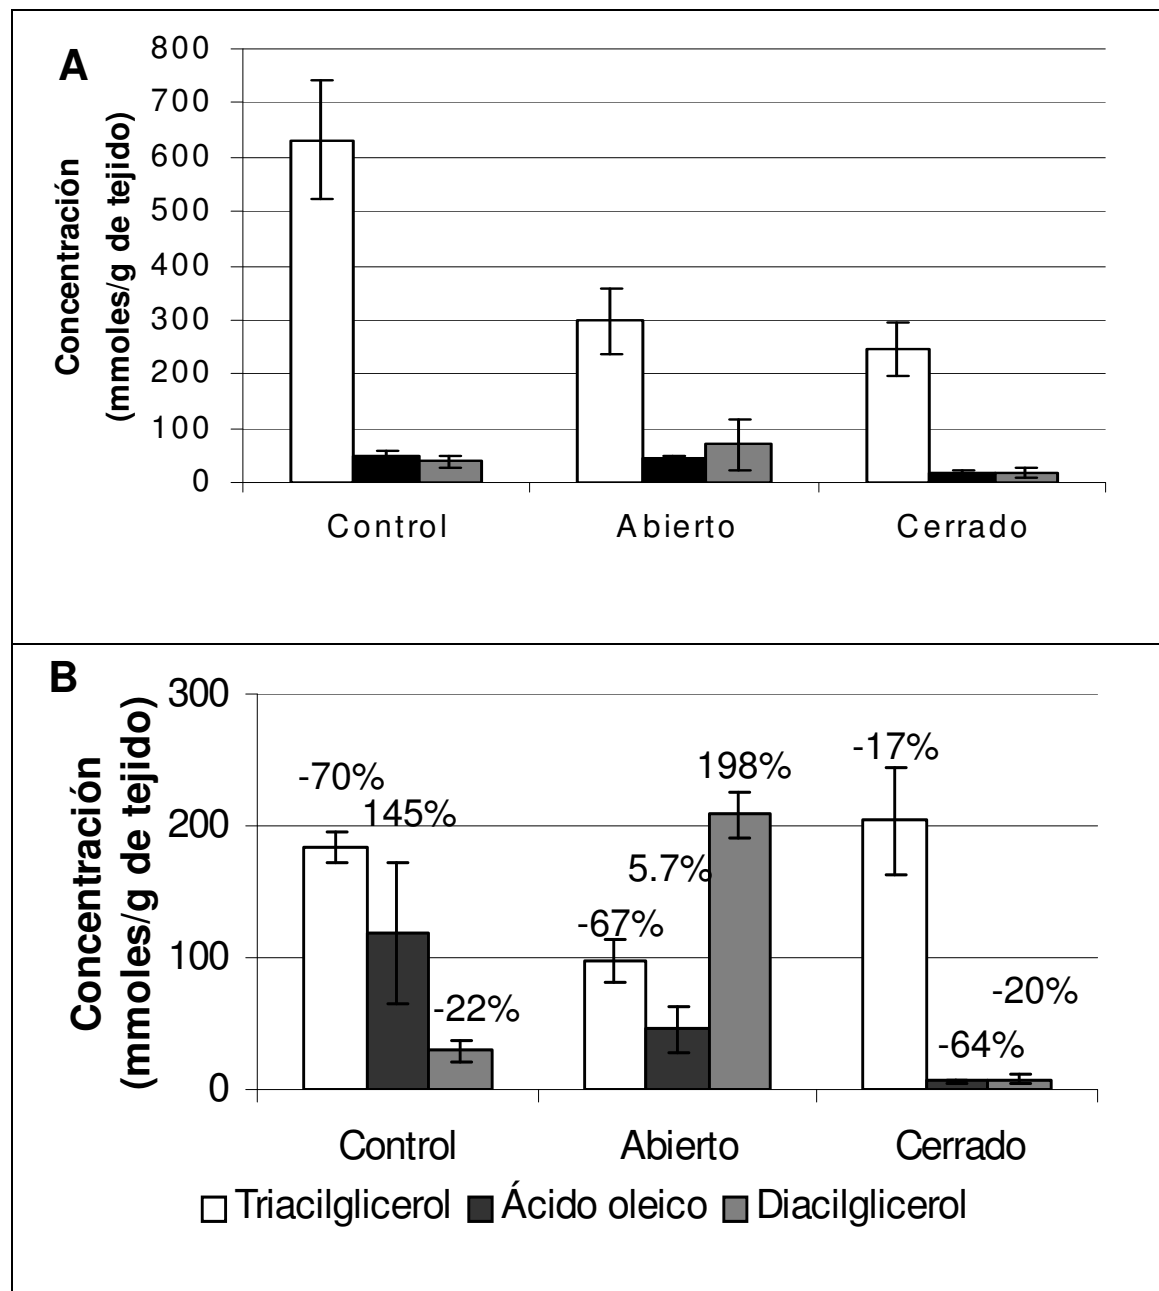 A
Concentración
(mmoles/g de tejido)
800
700
600
500
400
300
200
100
0
Control Abierto Cerrado
B
Concentración
(mmoles/g de tejido)
300
200
100
0
-70%
145%
-22%
-67%
5.7%
198%
-17%
-64%
-20%
Control Abierto Cerrado
Triacilglicerol Ácido oleico Diacilglicerol